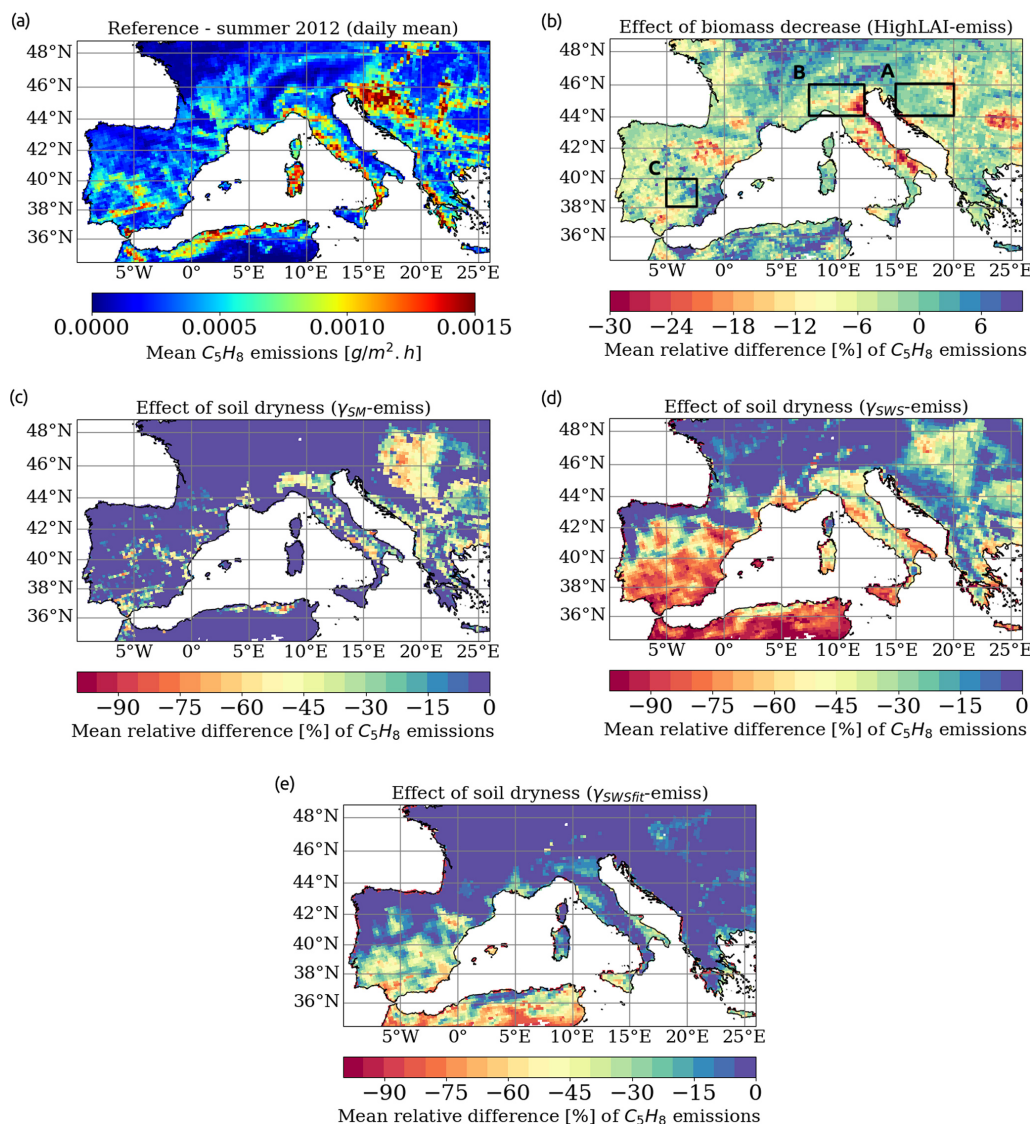 (a)
Reference - summer 2012 (daily mean)
48°N
46°N
44°N
42°N
40°N
38°N
36°N
5°W 0° 5°E 10°E 15°E 20°E 25°E
0.0000 0.0005 0.0010 0.0015
Mean C₅H₈ emissions [g/m².h]
(b)
Effect of biomass decrease (HighLAI-emiss)
B A
C
48°N
46°N
44°N
42°N
40°N
38°N
36°N
5°W 0° 5°E 10°E 15°E 20°E 25°E
−30 −24 −18 −12 −6 0 6
Mean relative difference [%] of C₅H₈ emissions
(c)
Effect of soil dryness (γSM-emiss)
48°N
46°N
44°N
42°N
40°N
38°N
36°N
5°W 0° 5°E 10°E 15°E 20°E 25°E
−90 −75 −60 −45 −30 −15 0
Mean relative difference [%] of C₅H₈ emissions
(d)
Effect of soil dryness (γSWS-emiss)
48°N
46°N
44°N
42°N
40°N
38°N
36°N
5°W 0° 5°E 10°E 15°E 20°E 25°E
−90 −75 −60 −45 −30 −15 0
Mean relative difference [%] of C₅H₈ emissions
(e)
Effect of soil dryness (γSWSfit-emiss)
48°N
46°N
44°N
42°N
40°N
38°N
36°N
5°W 0° 5°E 10°E 15°E 20°E 25°E
−90 −75 −60 −45 −30 −15 0
Mean relative difference [%] of C₅H₈ emissions